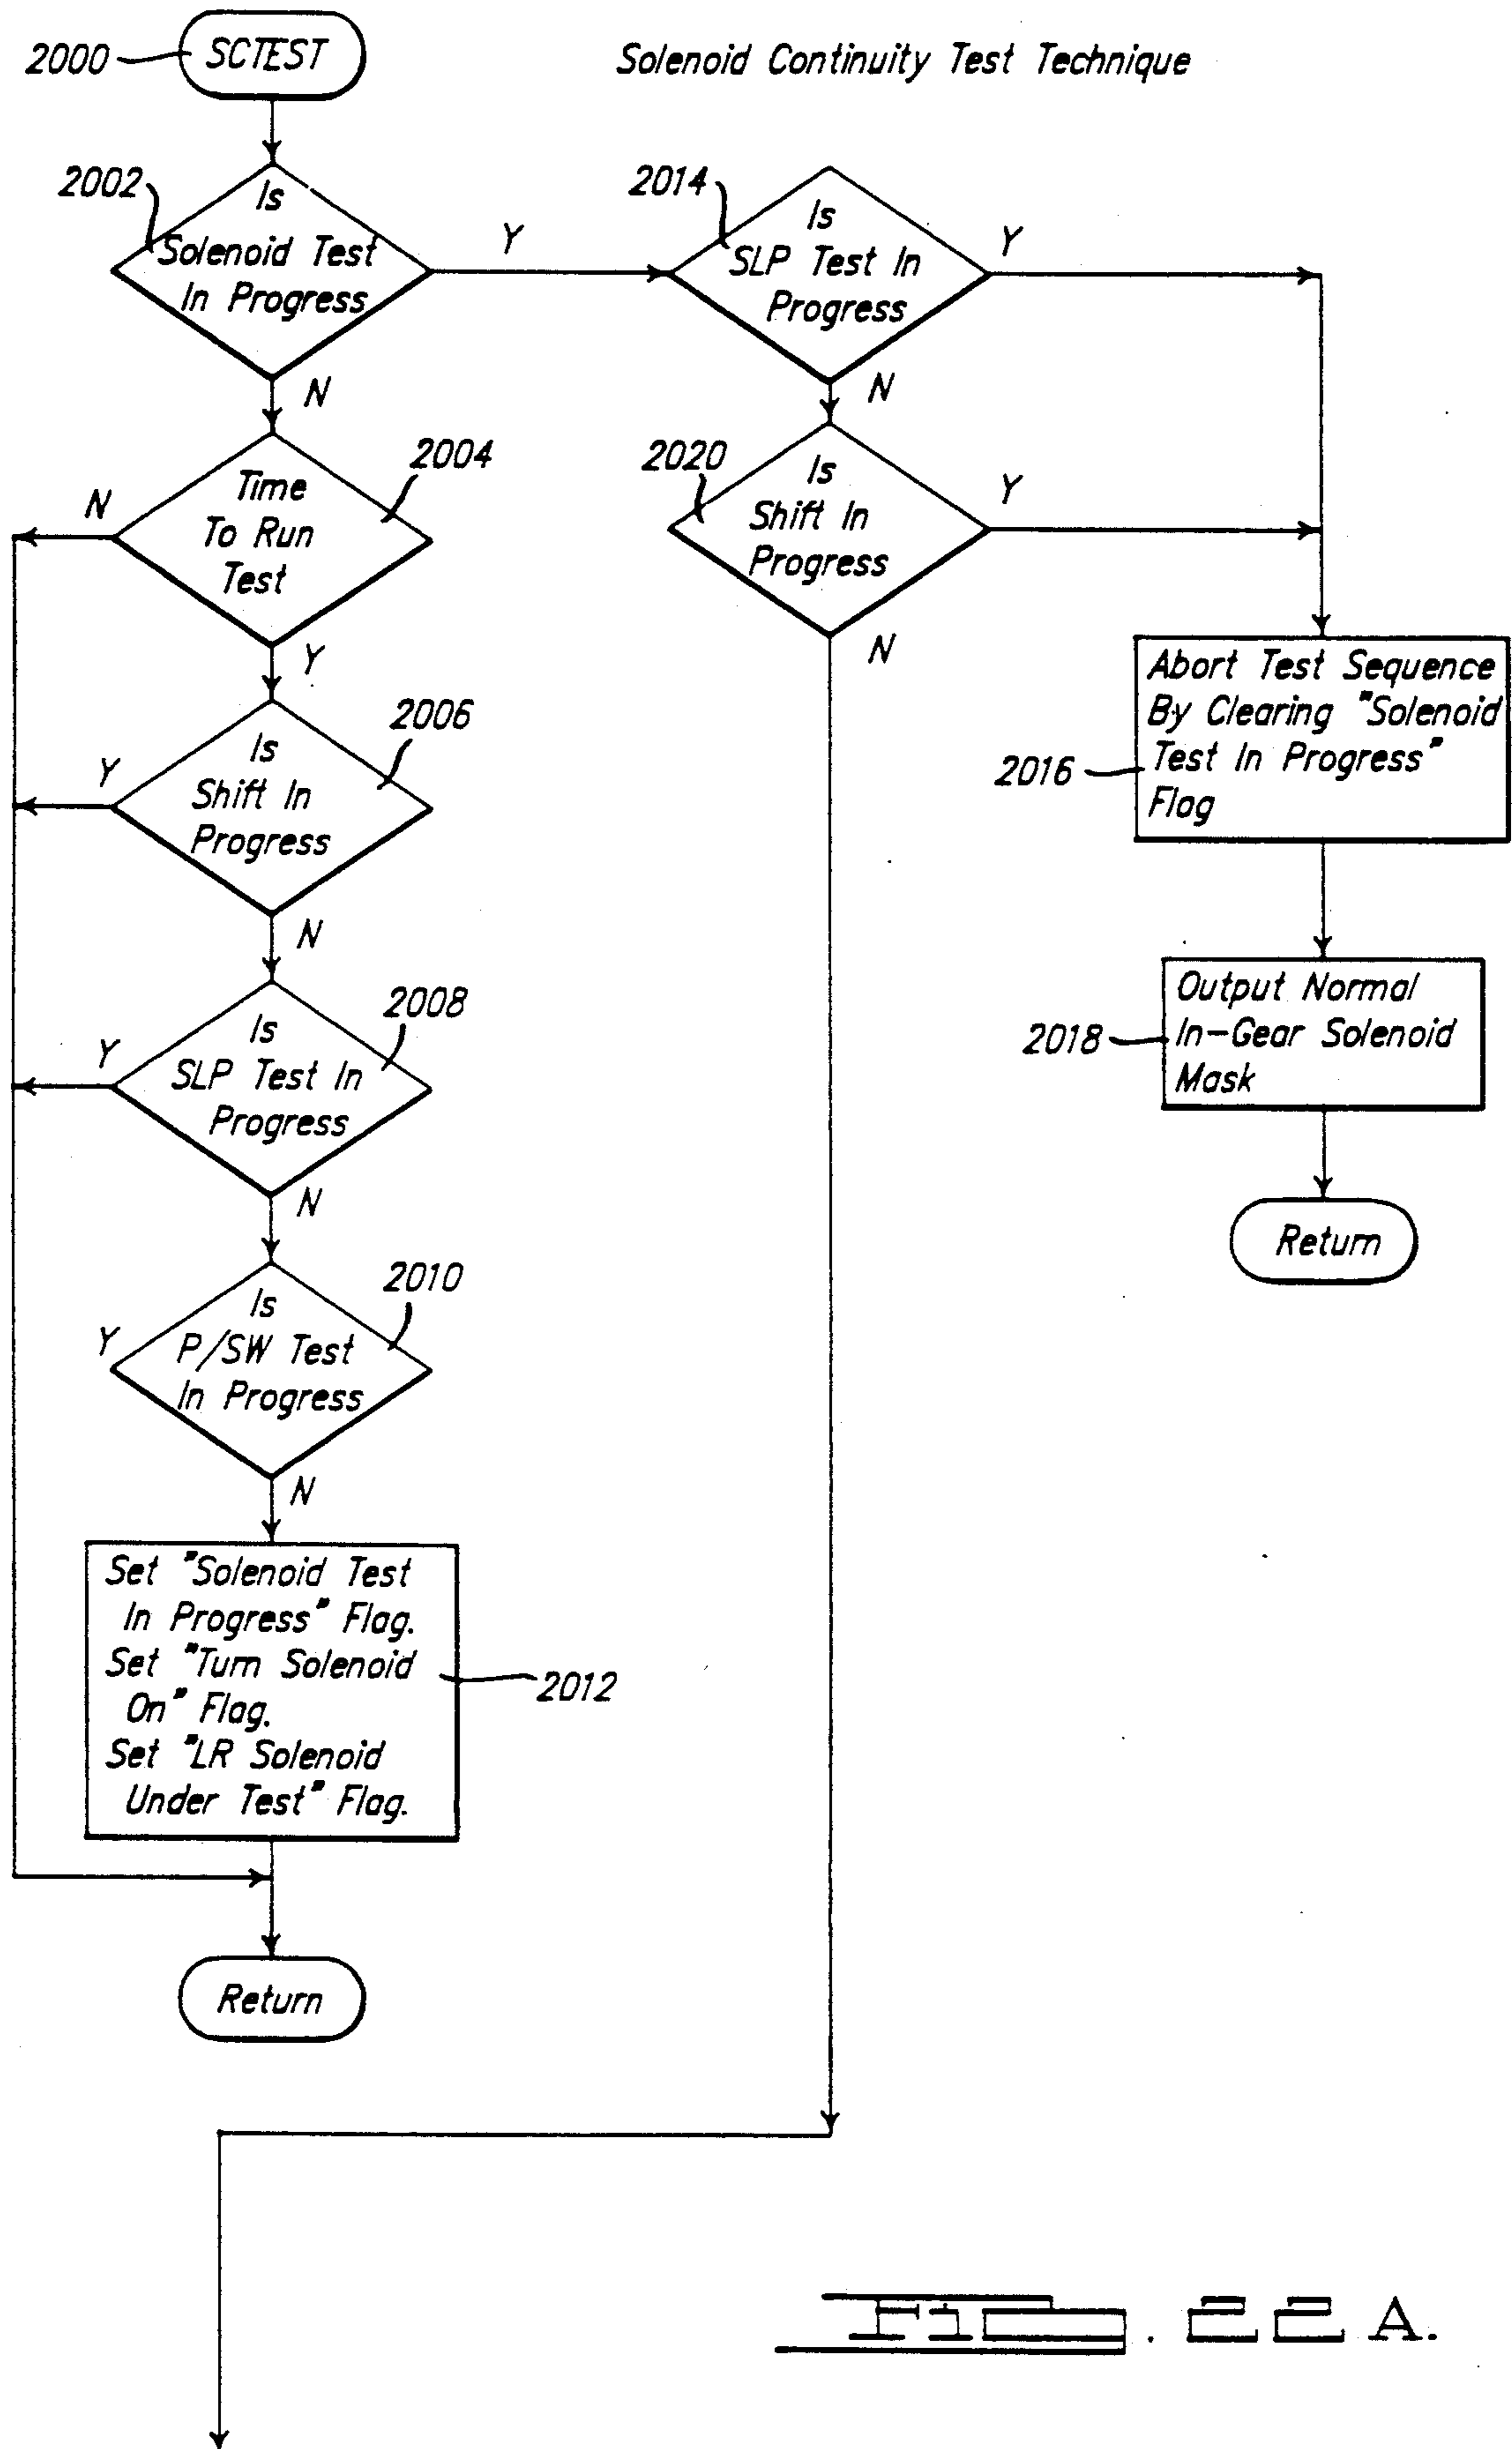 2000
SCTEST
Solenoid Continuity Test Technique
2002
Is
Solenoid Test
In Progress
Y
N
2014
Is
SLP Test In
Progress
Y
N
2004
Time
To Run
Test
N
Y
2020
Is
Shift In
Progress
Y
N
2006
Is
Shift In
Progress
Y
N
Abort Test Sequence
By Clearing "Solenoid
Test In Progress"
Flag
2016
2008
Is
SLP Test In
Progress
Y
N
Output Normal
In-Gear Solenoid
Mask
2018
Return
2010
Is
P/SW Test
In Progress
Y
N
Set "Solenoid Test
In Progress" Flag.
Set "Turn Solenoid
On" Flag.
Set "LR Solenoid
Under Test" Flag.
2012
Return
FIG. 22A.